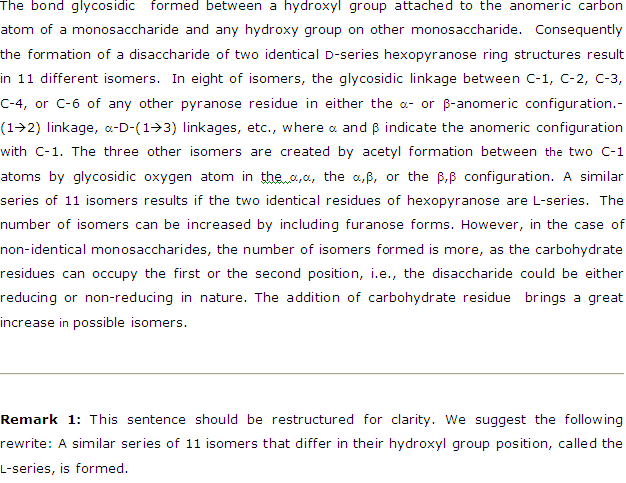 The bond glycosidic formed between a hydroxyl group attached to the anomeric carbon
atom of a monosaccharide and any hydroxy group on other monosaccharide. Consequently
the formation of a disaccharide of two identical D-series hexopyranose ring structures result
in 11 different isomers. In eight of isomers, the glycosidic linkage between C-1, C-2, C-3,
C-4, or C-6 of any other pyranose residue in either the α- or β-anomeric configuration.-
(1→2) linkage, α-D-(1→3) linkages, etc., where α and β indicate the anomeric configuration
with C-1. The three other isomers are created by acetyl formation between the two C-1
atoms by glycosidic oxygen atom in the α,α, the α,β, or the β,β configuration. A similar
series of 11 isomers results if the two identical residues of hexopyranose are L-series. The
number of isomers can be increased by including furanose forms. However, in the case of
non-identical monosaccharides, the number of isomers formed is more, as the carbohydrate
residues can occupy the first or the second position, i.e., the disaccharide could be either
reducing or non-reducing in nature. The addition of carbohydrate residue brings a great
increase in possible isomers.
Remark 1: This sentence should be restructured for clarity. We suggest the following
rewrite: A similar series of 11 isomers that differ in their hydroxyl group position, called the
L-series, is formed.